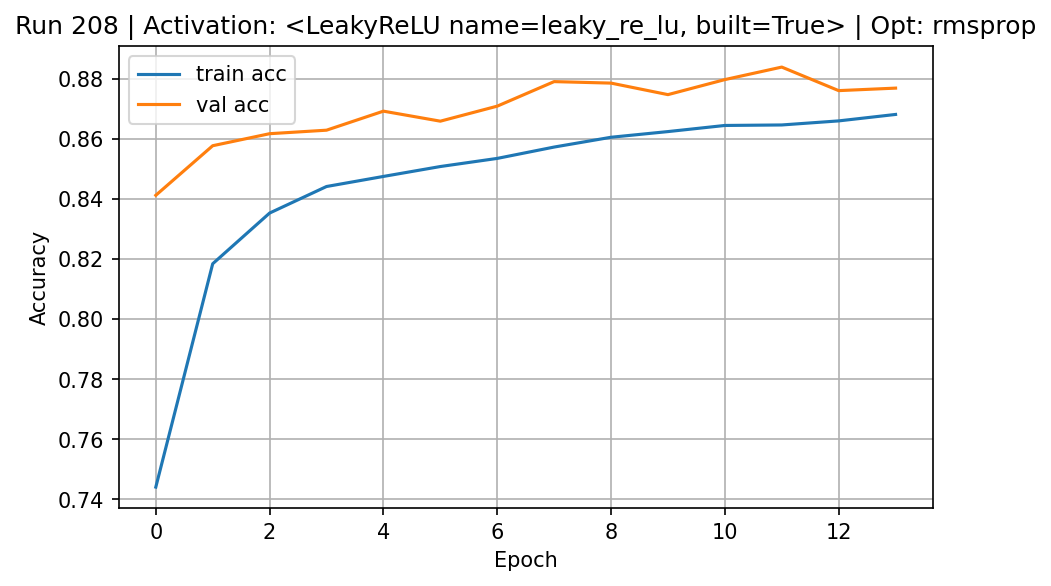 Run 208 | Activation: <LeakyReLU name=leaky_re_lu, built=True> | Opt: rmsprop
train acc
val acc
0.88
0.86
0.84
0.82
0.80
0.78
0.76
0.74
Accuracy
0 2 4 6 8 10 12
Epoch